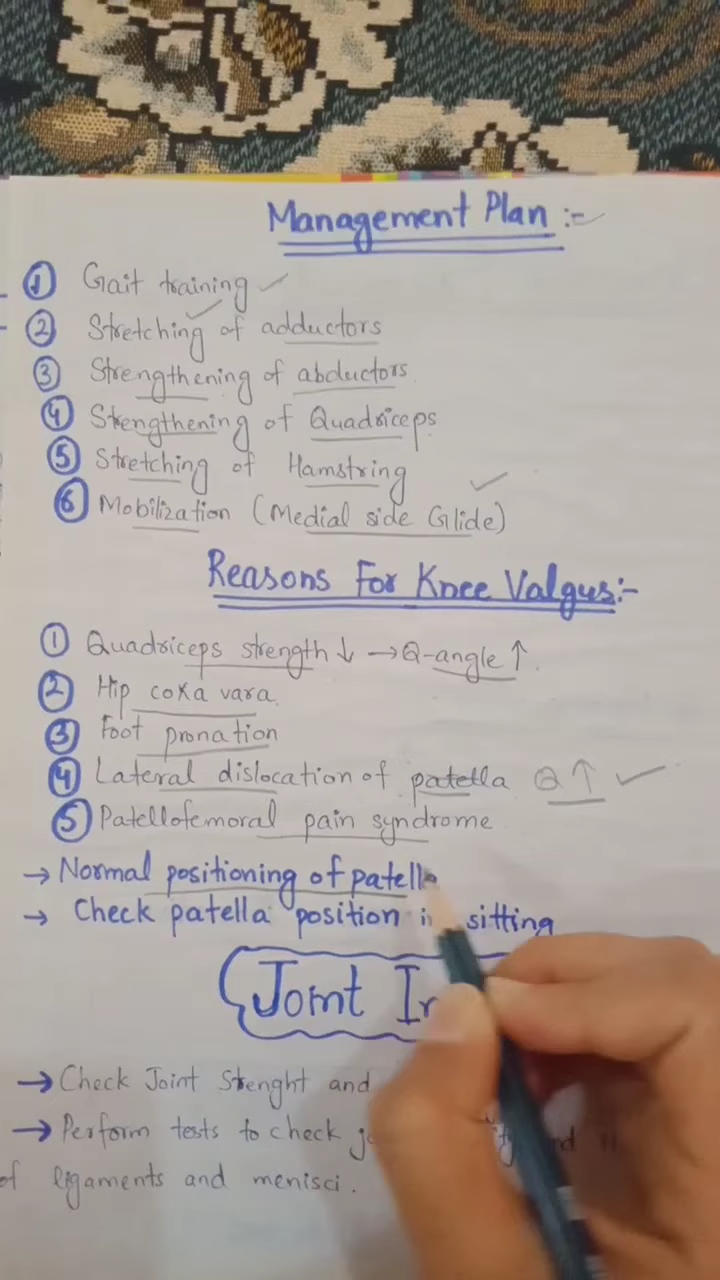 Management Plan :-
① Gait training
② Stretching of adductors
③ Strengthening of abductors
④ Stengthening of Quadriceps
⑤ Stretching of Hamstring
⑥ Mobilization (Medial side Glide)
Reasons For Knee Valgus:-
① Quadriceps strength ↓ → Q-angle ↑.
② Hip coxa vara
③ Foot pronation
④ Lateral dislocation of patella Q ↑
⑤ Patellofemoral pain syndrome
→ Normal positioning of patella
→ Check patella position in sitting
Joint
→ Check Joint Strenght and
→ Perform tests to check
of ligaments and menisci.